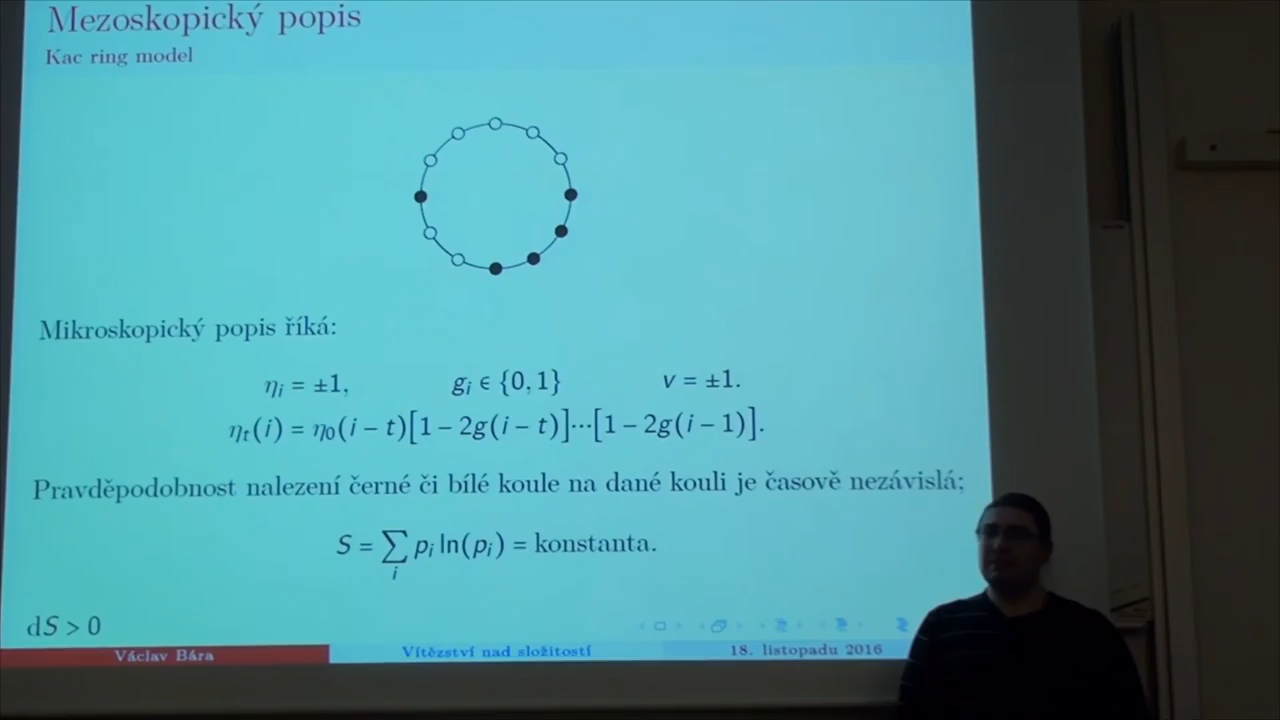 Mezoskopický popis
Kac ring model
Mikroskopický popis říká:
ηᵢ = ±1, gᵢ ∈ {0, 1} v = ±1.
ηₜ(i) = η₀(i − t)[1 − 2g(i − t)]···[1 − 2g(i − 1)].
Pravděpodobnost nalezení černé či bílé koule na dané kouli je časově nezávislá;
S = ∑ᵢ pᵢ ln(pᵢ) = konstanta.
dS > 0
Václav Bára Vítězství nad složitostí 18. listopadu 2016